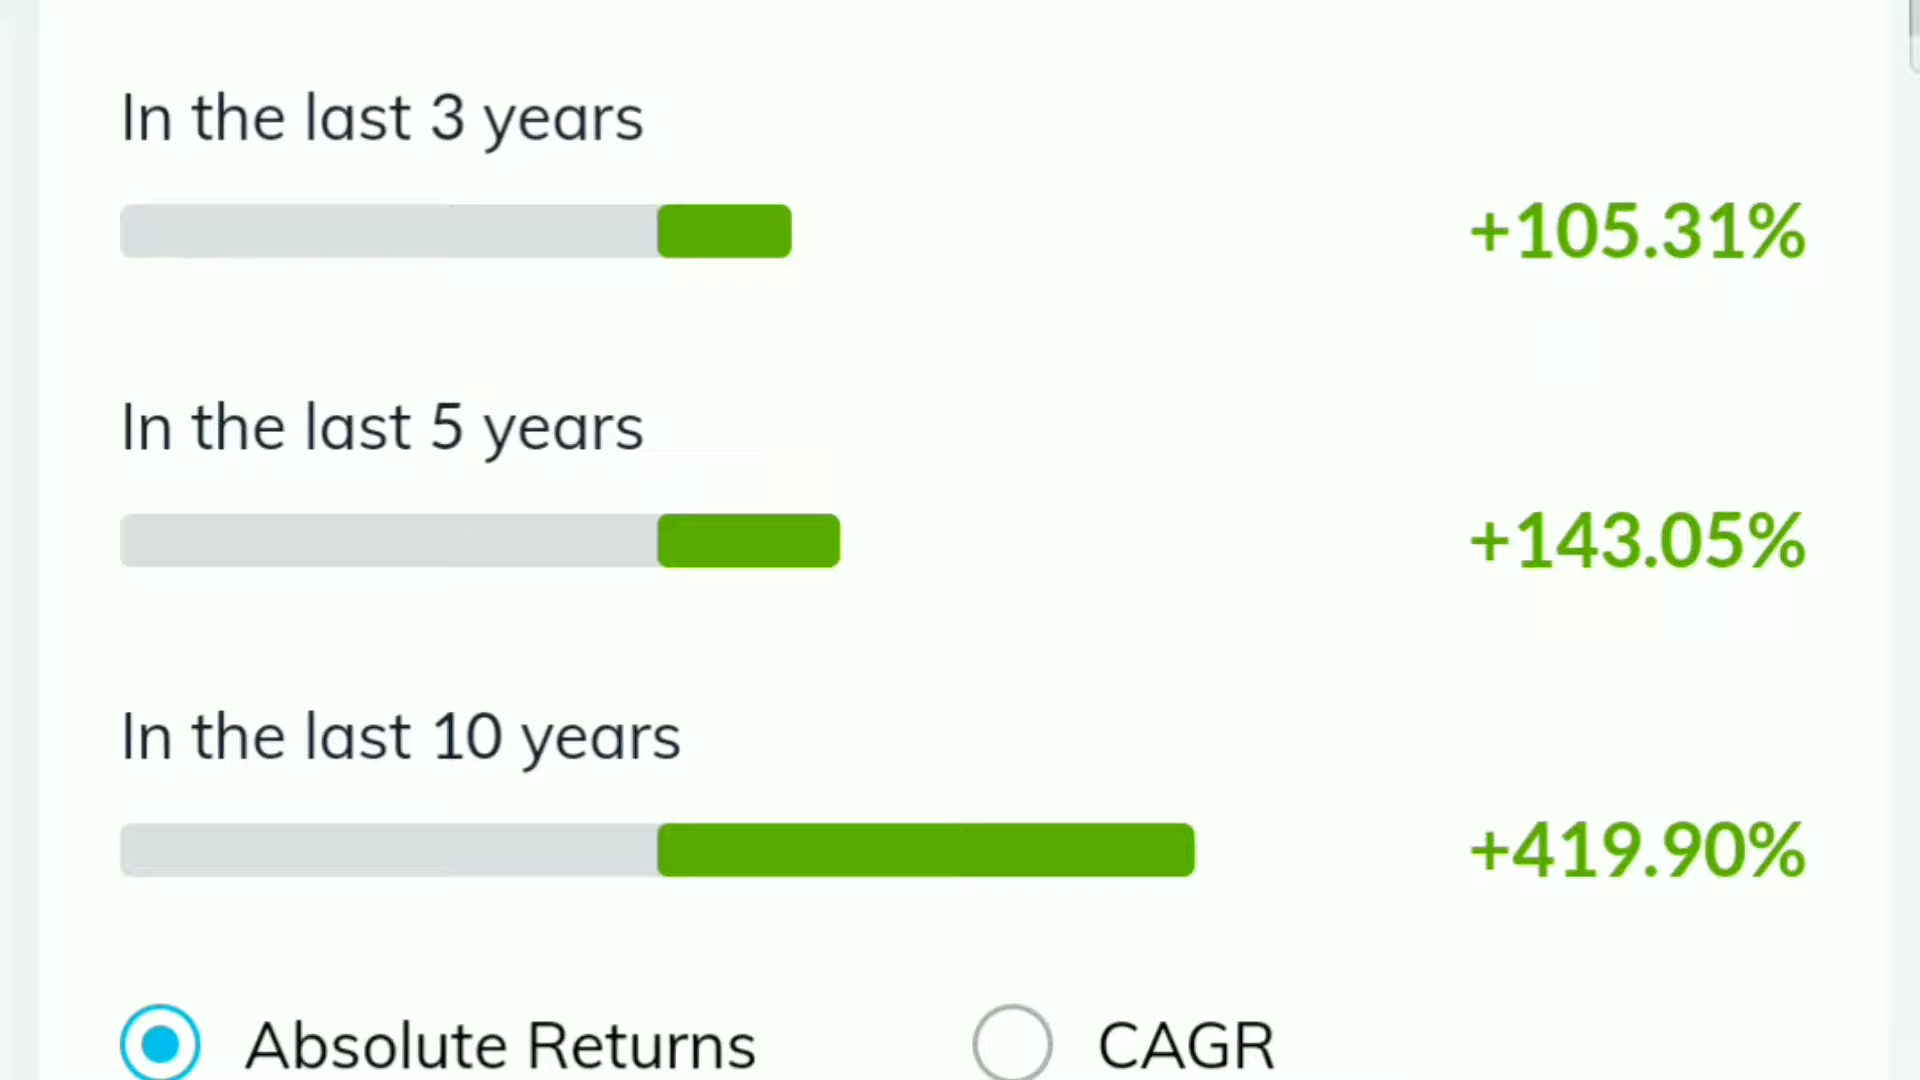 In the last 3 years
+105.31%
In the last 5 years
+143.05%
In the last 10 years
+419.90%
Absolute Returns CAGR